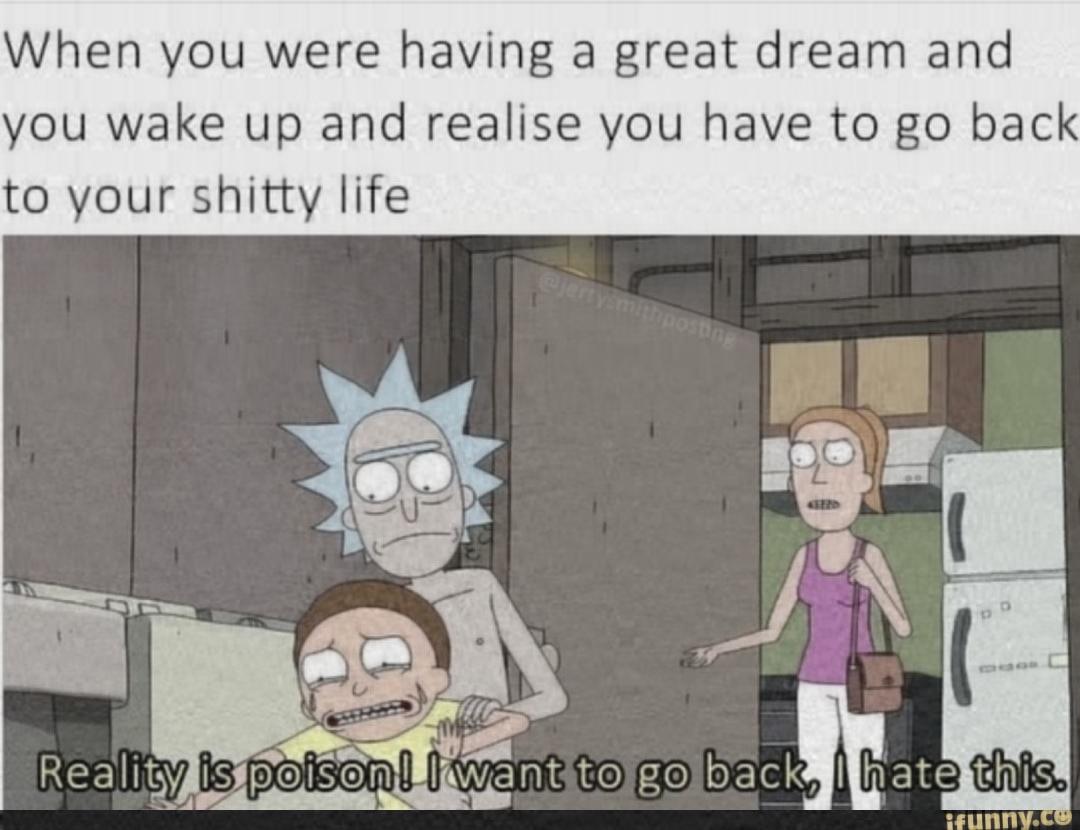 When you were having a great dream and
you wake up and realise you have to go back
to your shitty life
@jerrysmithposting
Reality is poison! I want to go back, I hate this.
ifunny.co